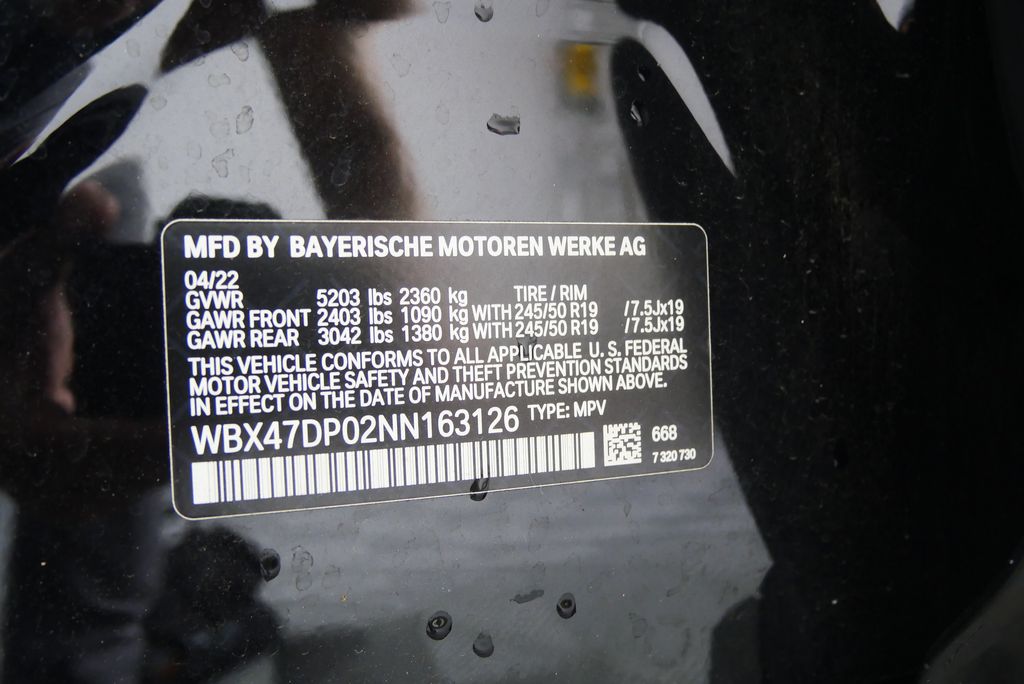 MFD BY BAYERISCHE MOTOREN WERKE AG
04/22
GVWR 5203 lbs 2360 kg TIRE / RIM
GAWR FRONT 2403 lbs 1090 kg WITH 245/50 R19 /7.5Jx19
GAWR REAR 3042 lbs 1380 kg WITH 245/50 R19 /7.5Jx19
THIS VEHICLE CONFORMS TO ALL APPLICABLE U. S. FEDERAL
MOTOR VEHICLE SAFETY AND THEFT PREVENTION STANDARDS
IN EFFECT ON THE DATE OF MANUFACTURE SHOWN ABOVE.
WBX47DP02NN163126 TYPE: MPV
668
7 320 730